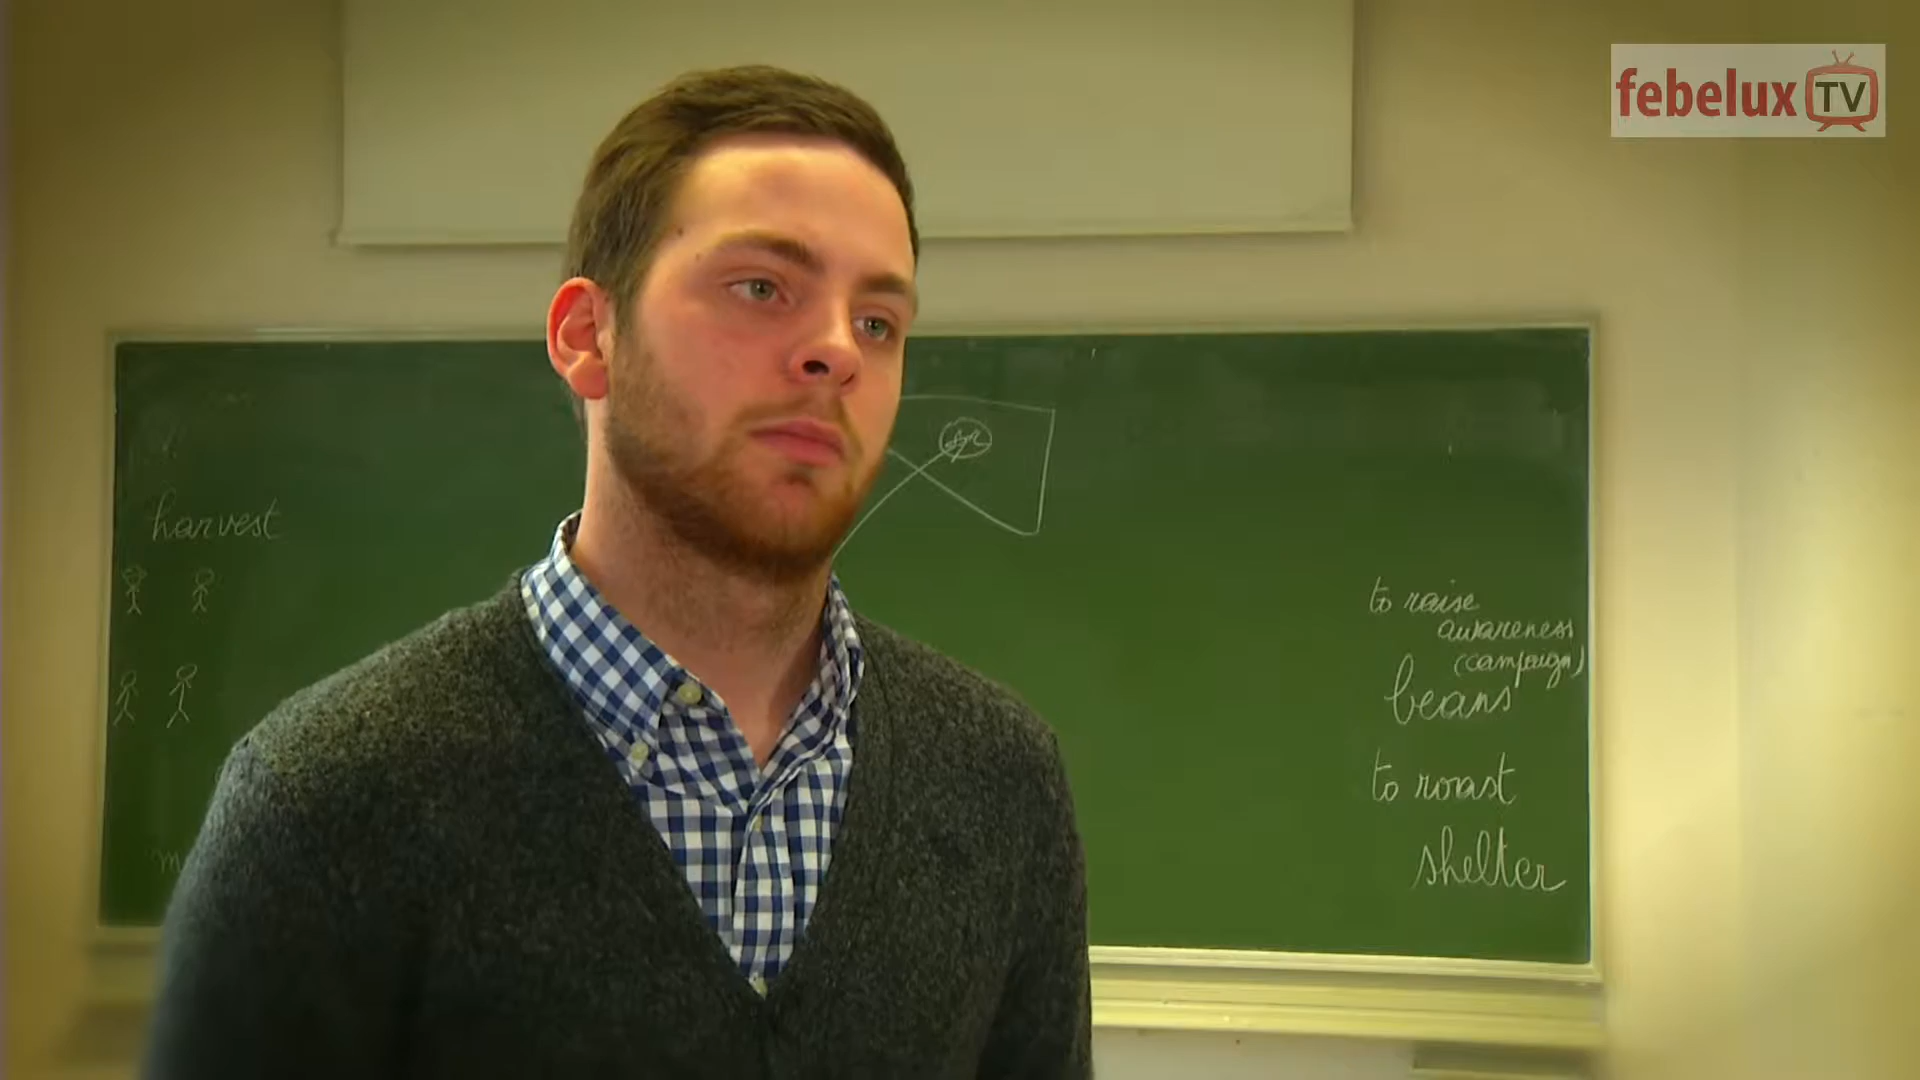 febelux TV
harvest
to raise
awareness
(campaign)
beans
to roast
shelter